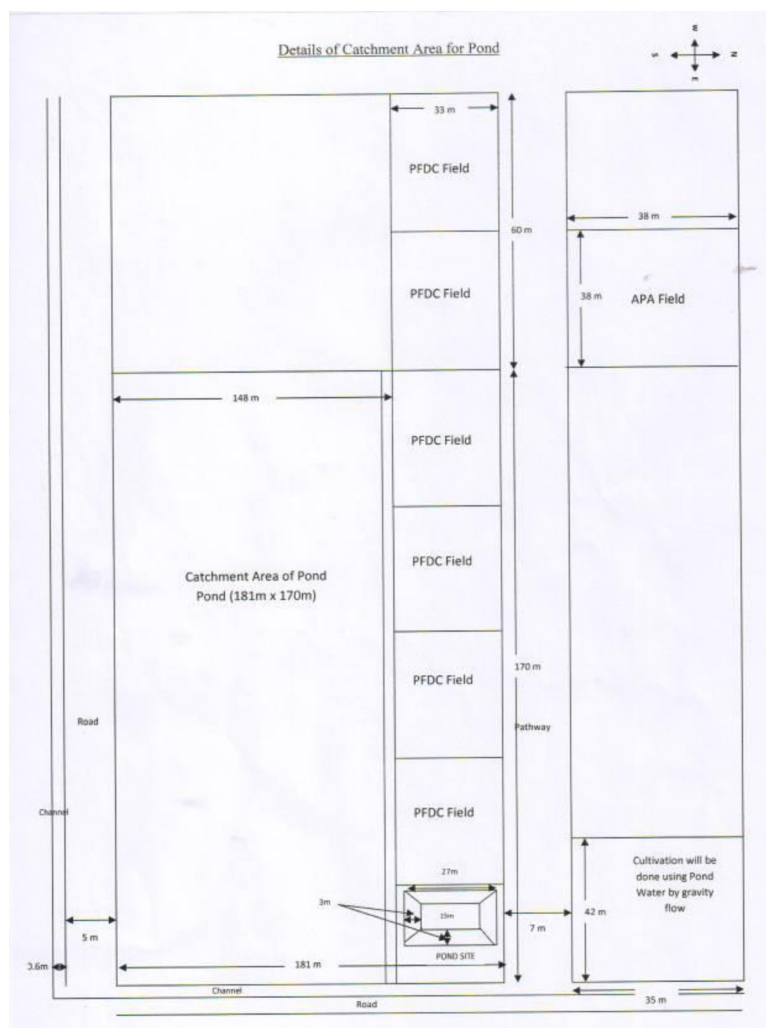 Details of Catchment Area for Pond
W
S
N
E
33 m
PFDC Field
60 m
38 m
PFDC Field
38 m
APA Field
148 m
PFDC Field
PFDC Field
Catchment Area of Pond
Pond (181m x 170m)
170 m
PFDC Field
Road
Pathway
Channel
PFDC Field
27m
Cultivation will be
done using Pond
Water by gravity
flow
3m
15m
42 m
5 m
7 m
POND SITE
181 m
Channel
35 m
Road